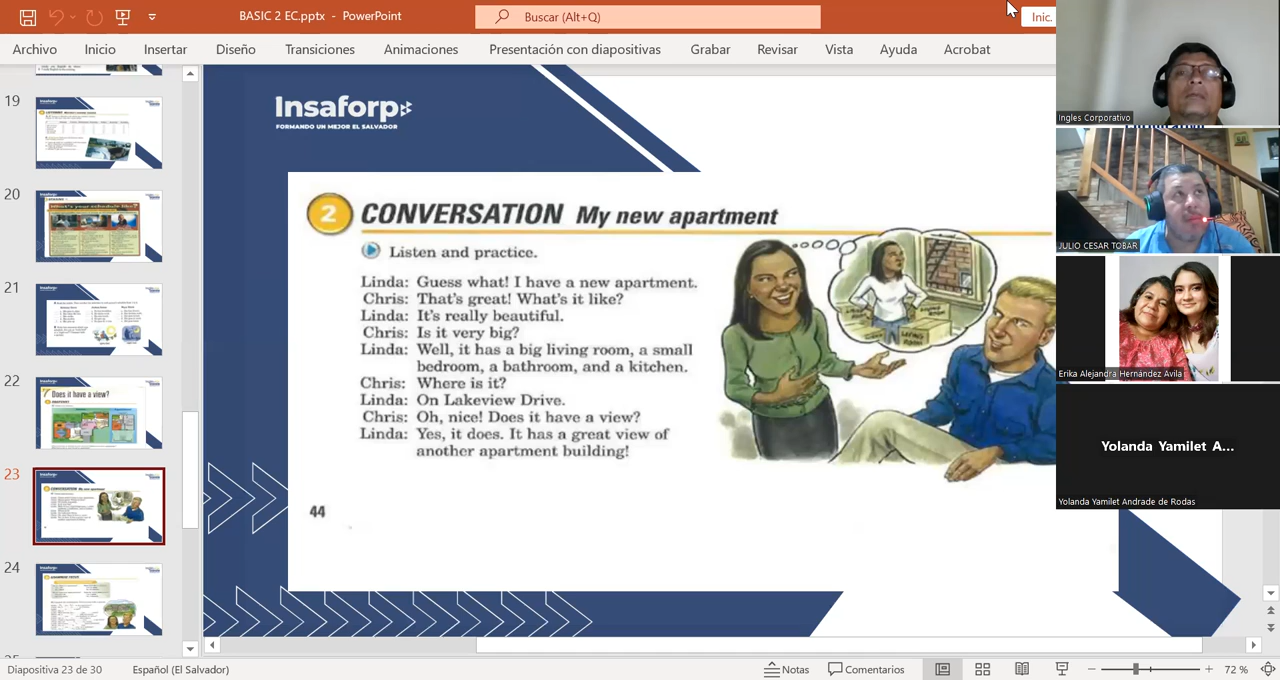 BASIC 2 EC.pptx - PowerPoint
Buscar (Alt+Q)
Inic.
Archivo Inicio Insertar Diseño Transiciones Animaciones Presentación con diapositivas Grabar Revisar Vista Ayuda Acrobat
19
20
21
22
Does it have a view?
23
24
Insaforp
FORMANDO UN MEJOR EL SALVADOR
2 CONVERSATION My new apartment
Listen and practice.
Linda: Guess what! I have a new apartment.
Chris: That's great! What's it like?
Linda: It's really beautiful.
Chris: Is it very big?
Linda: Well, it has a big living room, a small
bedroom, a bathroom, and a kitchen.
Chris: Where is it?
Linda: On Lakeview Drive.
Chris: Oh, nice! Does it have a view?
Linda: Yes, it does. It has a great view of
another apartment building!
44
Ingles Corporativo
JULIO CESAR TOBAR
Erika Alejandra Hernández Avila
Yolanda Yamilet A...
Yolanda Yamilet Andrade de Rodas
Diapositiva 23 de 30 Español (El Salvador) Notas Comentarios 72 %